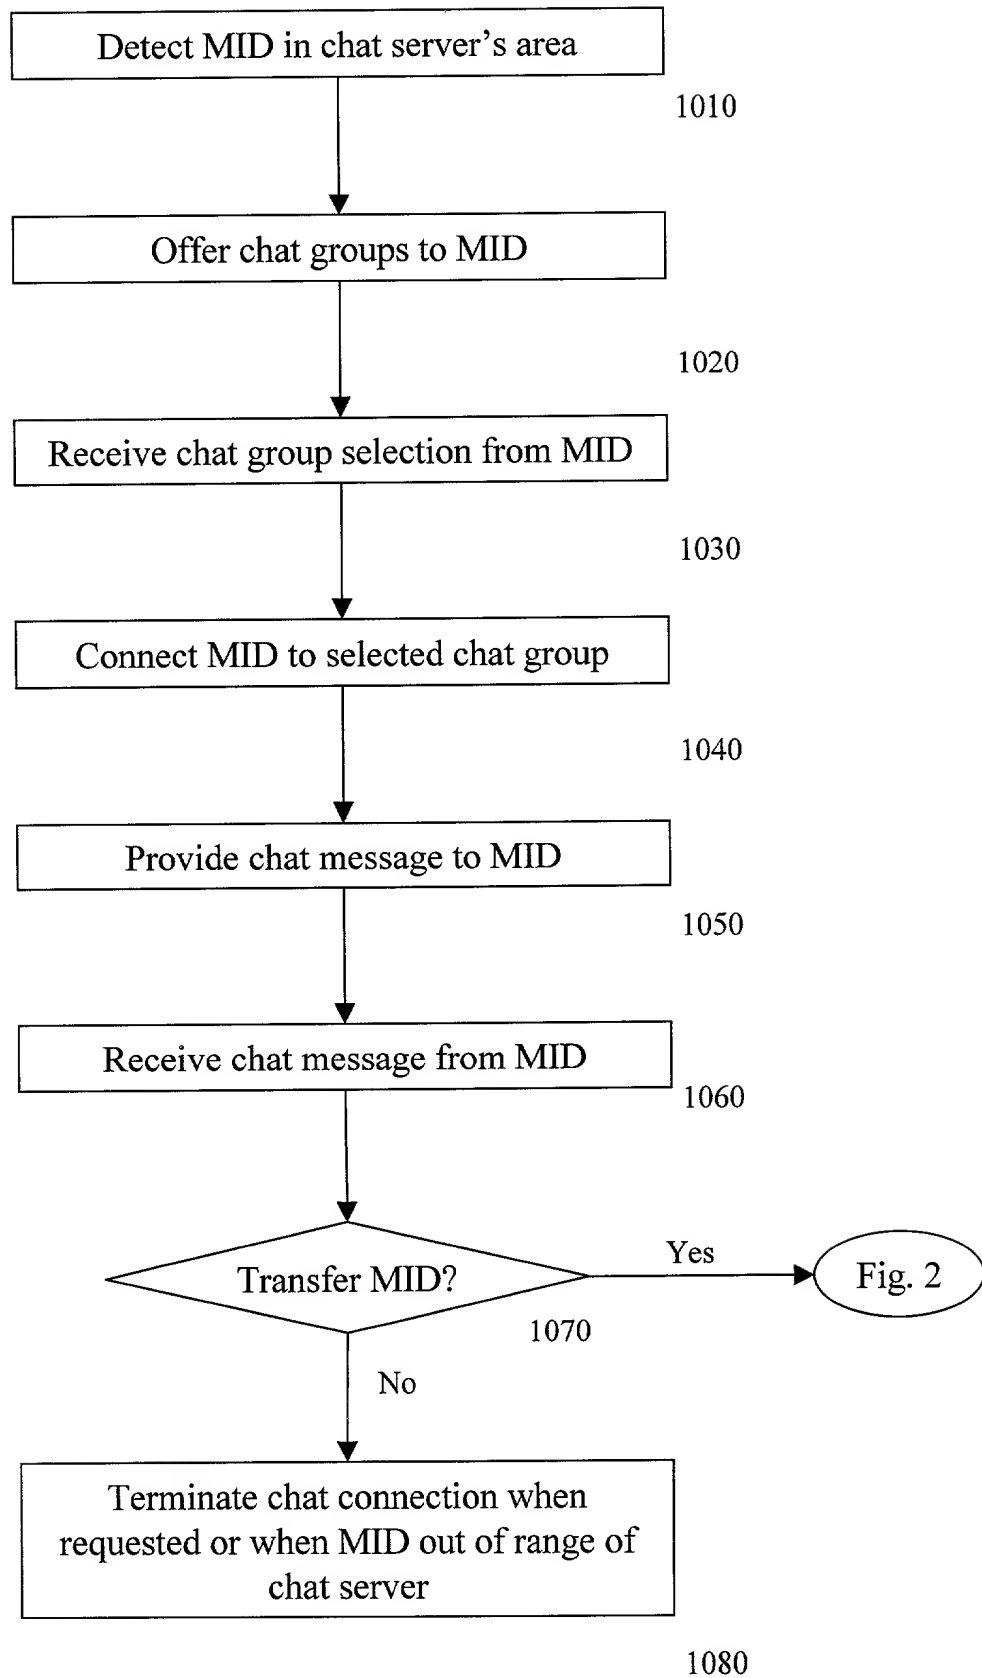 Detect MID in chat server's area
1010
Offer chat groups to MID
1020
Receive chat group selection from MID
1030
Connect MID to selected chat group
1040
Provide chat message to MID
1050
Receive chat message from MID
1060
Transfer MID?
Yes
Fig. 2
1070
No
Terminate chat connection when
requested or when MID out of range of
chat server
1080